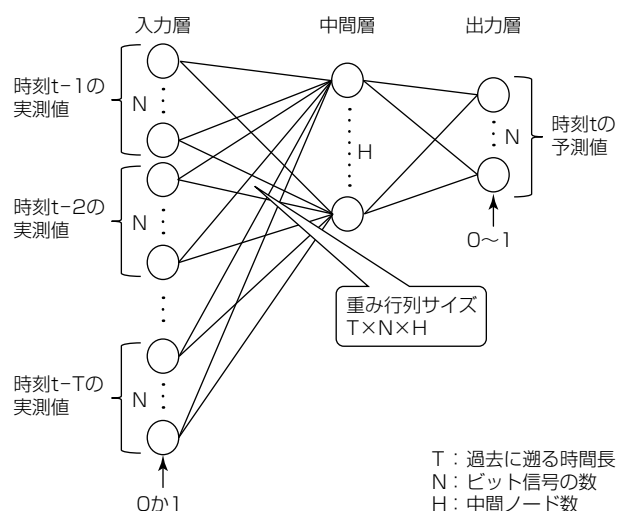 入力層
中間層
出力層
時刻t−1の
実測値
N
時刻t−2の
実測値
N
時刻t−Tの
実測値
N
0か1
H
重み行列サイズ
T×N×H
N
時刻tの
予測値
0〜1
T：過去に遡る時間長
N：ビット信号の数
H：中間ノード数